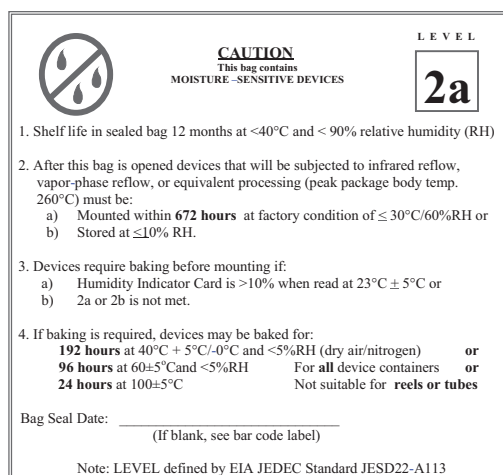 LEVEL
2a
CAUTION
This bag contains
MOISTURE –SENSITIVE DEVICES
1. Shelf life in sealed bag 12 months at <40°C and < 90% relative humidity (RH)
2. After this bag is opened devices that will be subjected to infrared reflow,
vapor-phase reflow, or equivalent processing (peak package body temp.
260°C) must be:
a) Mounted within 672 hours at factory condition of ≤ 30°C/60%RH or
b) Stored at ≤10% RH.
3. Devices require baking before mounting if:
a) Humidity Indicator Card is >10% when read at 23°C ± 5°C or
b) 2a or 2b is not met.
4. If baking is required, devices may be baked for:
192 hours at 40°C + 5°C/-0°C and <5%RH (dry air/nitrogen) or
96 hours at 60±5°Cand <5%RH For all device containers or
24 hours at 100±5°C Not suitable for reels or tubes
Bag Seal Date: ______________________________
(If blank, see bar code label)
Note: LEVEL defined by EIA JEDEC Standard JESD22-A113